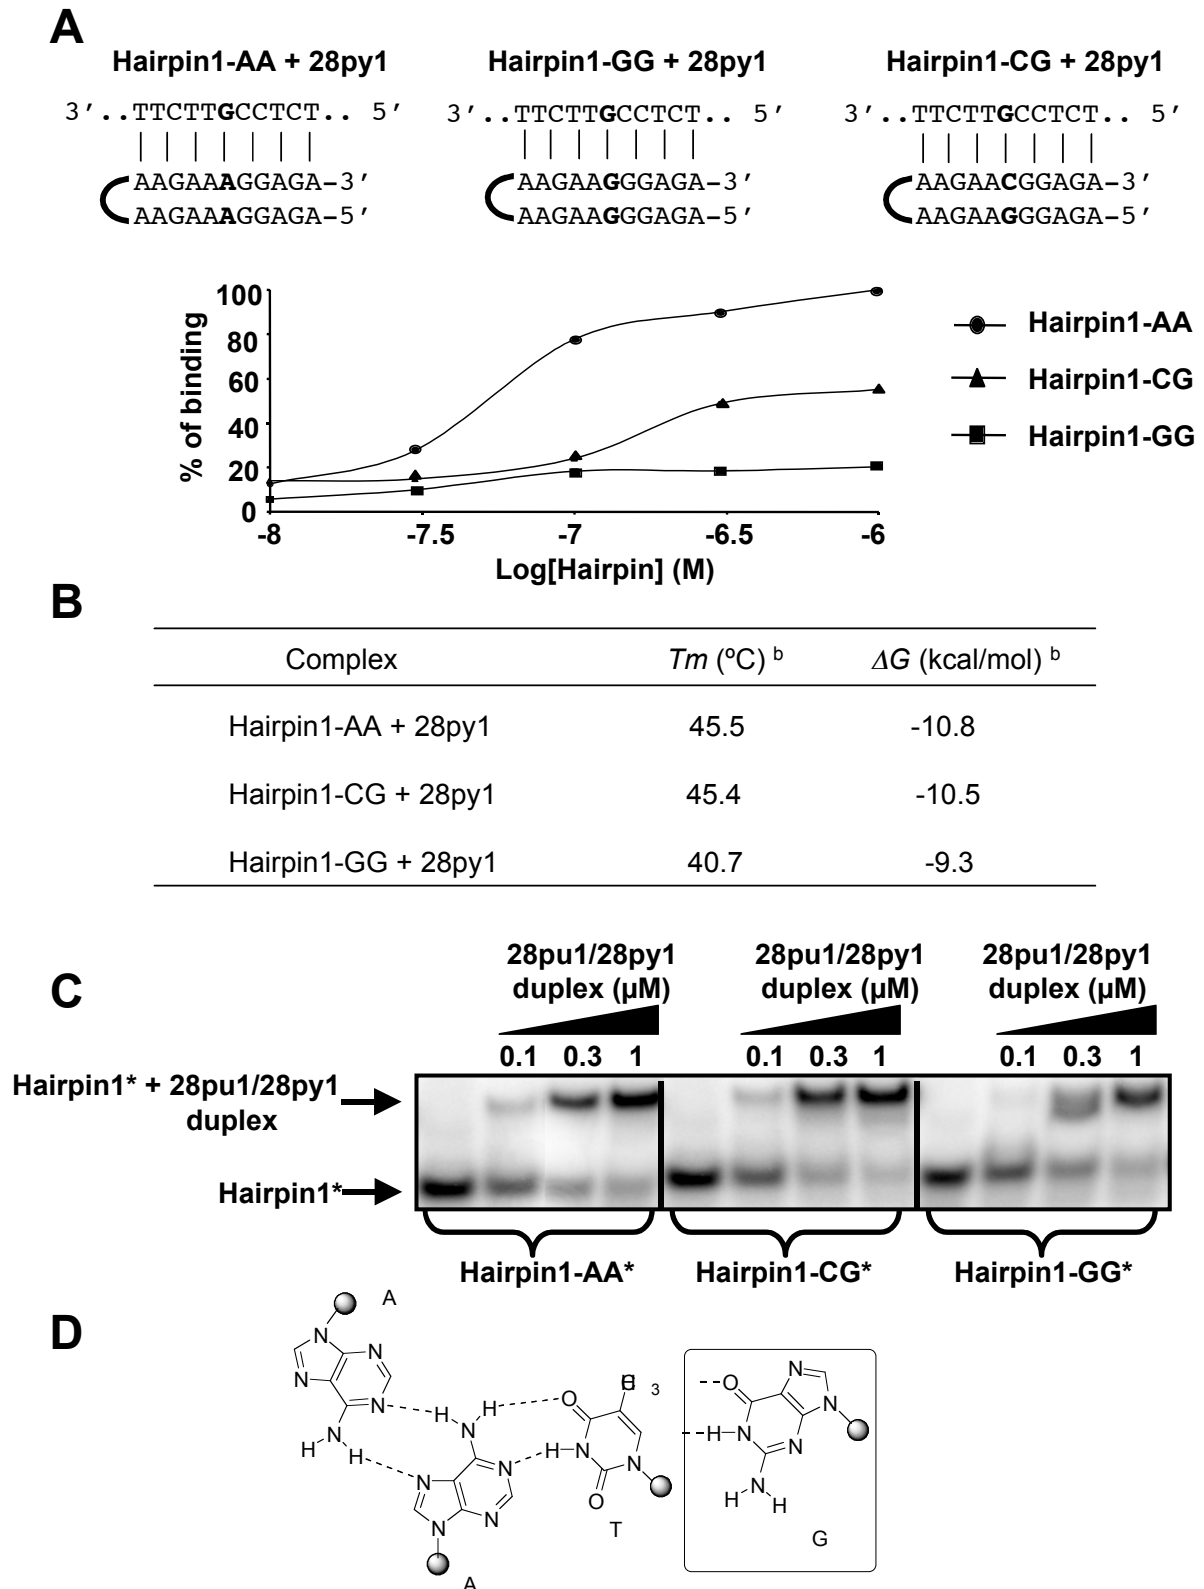 A
Hairpin1-AA + 28py1 Hairpin1-GG + 28py1 Hairpin1-CG + 28py1
3′..TTCTTGCCTCT.. 5′ 3′..TTCTTGCCTCT.. 5′ 3′..TTCTTGCCTCT.. 5′
AAGAAAGGAGA-3′ AAGAAGGGAGA-3′ AAGAACGGAGA-3′
AAGAAAGGAGA-5′ AAGAAGGGAGA-5′ AAGAAGGGAGA-5′
% of binding
100
80
60
40
20
0
-8 -7.5 -7 -6.5 -6
Log[Hairpin] (M)
Hairpin1-AA
Hairpin1-CG
Hairpin1-GG
B
Complex Tm (ºC) b ΔG (kcal/mol) b
Hairpin1-AA + 28py1 45.5 -10.8
Hairpin1-CG + 28py1 45.4 -10.5
Hairpin1-GG + 28py1 40.7 -9.3
C
28pu1/28py1 28pu1/28py1 28pu1/28py1
duplex (µM) duplex (µM) duplex (µM)
0.1 0.3 1 0.1 0.3 1 0.1 0.3 1
Hairpin1* + 28pu1/28py1
duplex
Hairpin1*
Hairpin1-AA* Hairpin1-CG* Hairpin1-GG*
D
A
N N
N N
N
H H
H H
N
N N
N N
A
O
3
H N
N
O
T
O N
N
H N
N
N
H H
G